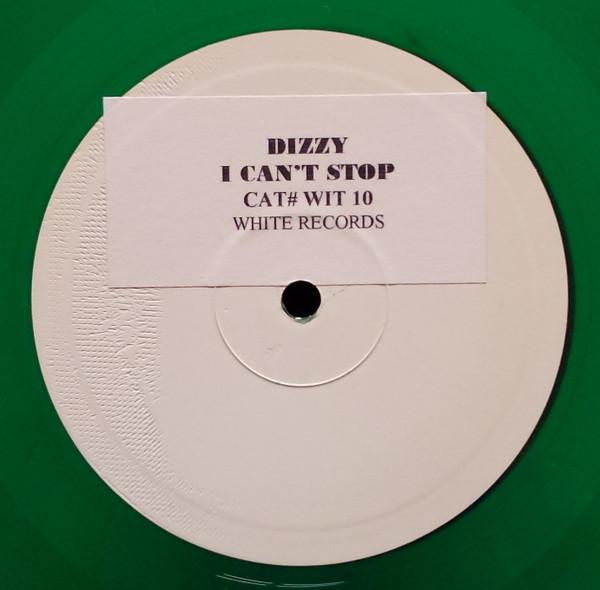 DIZZY
I CAN'T STOP
CAT# WIT 10
WHITE RECORDS